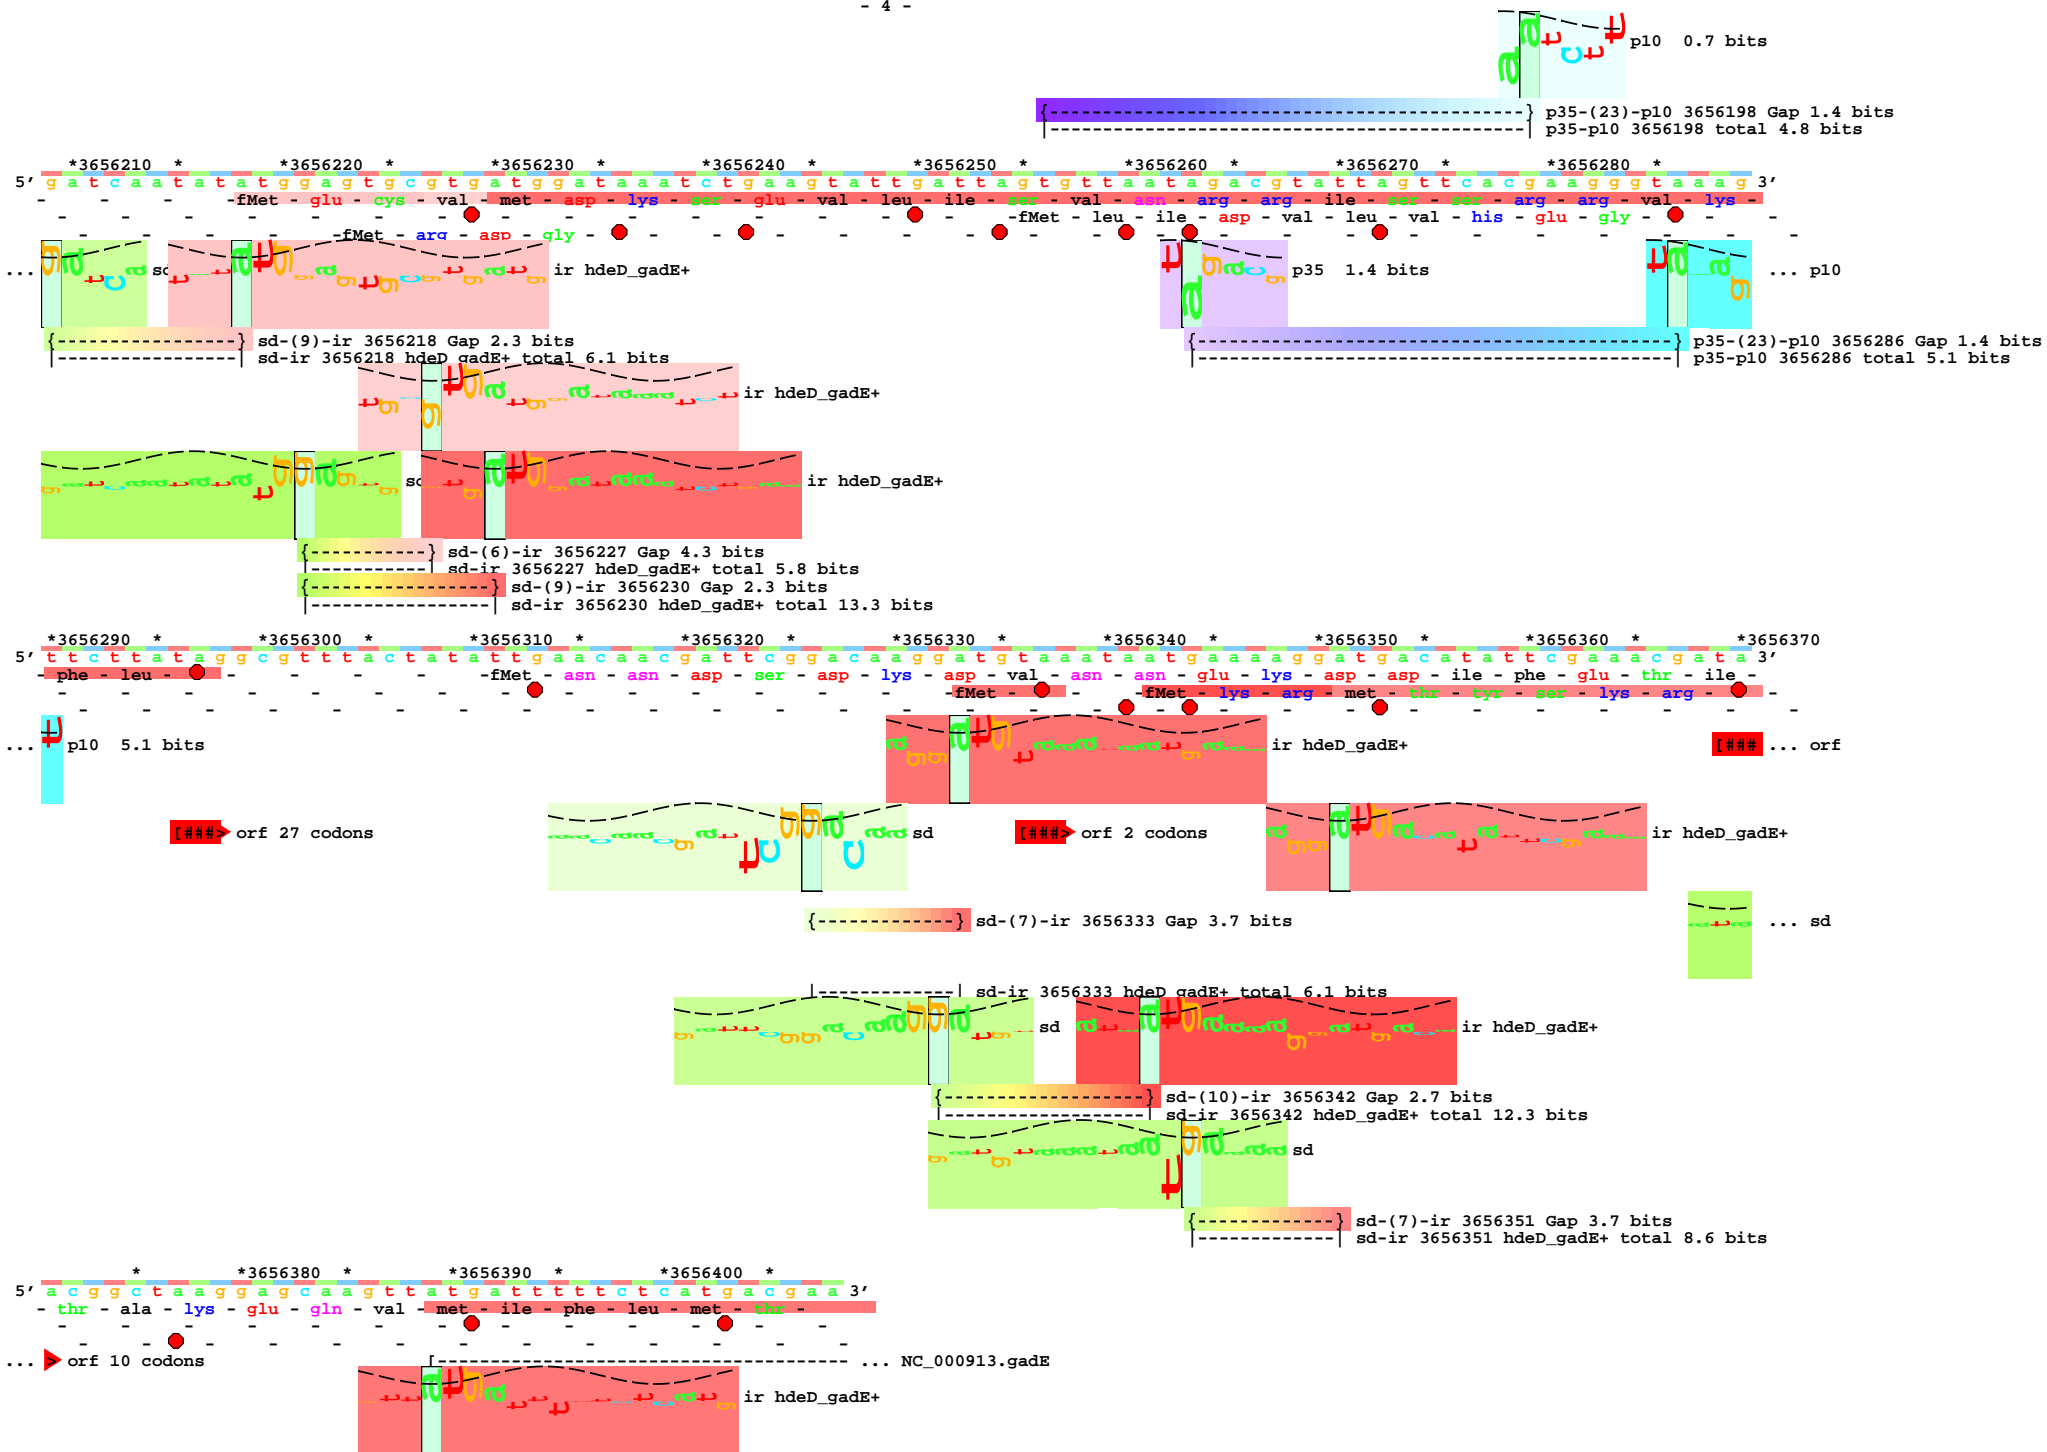 - 4 -
p10 0.7 bits
{-----------------------------------------------} p35-(23)-p10 3656198 Gap 1.4 bits
|-----------------------------------------------| p35-p10 3656198 total 4.8 bits
*3656210 * *3656220 * *3656230 * *3656240 * *3656250 * *3656260 * *3656270 * *3656280 *
5' g a t c a a t a t a t g g a g t g c g t g a t g g a t a a a t c t g a a g t a t t g a t t a g t g t t a a t a g a c g t a t t a g t t c a c g a a g g g t a a a g 3'
- - - -fMet - glu - cys - val - met - asp - lys - ser - glu - val - leu - ile - ser - val - asn - arg - arg - ile - ser - ser - arg - arg - val - lys -
-fMet - leu - ile - asp - val - leu - val - his - glu - gly -
fMet - arg - asp - gly -
... sd ir hdeD_gadE+ p35 1.4 bits ... p10
{------------------} sd-(9)-ir 3656218 Gap 2.3 bits {-----------------------------------------------} p35-(23)-p10 3656286 Gap 1.4 bits
|------------------| sd-ir 3656218 hdeD_gadE+ total 6.1 bits |-----------------------------------------------| p35-p10 3656286 total 5.1 bits
ir hdeD_gadE+
sd ir hdeD_gadE+
{-----------} sd-(6)-ir 3656227 Gap 4.3 bits
|-----------| sd-ir 3656227 hdeD_gadE+ total 5.8 bits
{------------------} sd-(9)-ir 3656230 Gap 2.3 bits
|------------------| sd-ir 3656230 hdeD_gadE+ total 13.3 bits
*3656290 * *3656300 * *3656310 * *3656320 * *3656330 * *3656340 * *3656350 * *3656360 * *3656370
5' t t c t t a t a g g c g t t t a c t a t a t t g a a c a a c g a t t c g g a c a a g g a t g t a a a t a a t g a a a a g g a t g a c a t a t t c g a a a c g a t a 3'
- phe - leu - - - - -fMet - asn - asn - asp - ser - asp - lys - asp - val - asn - asn - glu - lys - asp - asp - ile - phe - glu - thr - ile -
fMet - -fMet - lys - arg - met - thr - tyr - ser - lys - arg - -
... p10 5.1 bits ir hdeD_gadE+ [### ... orf
[###> orf 27 codons sd [###> orf 2 codons ir hdeD_gadE+
{--------------} sd-(7)-ir 3656333 Gap 3.7 bits ... sd
|--------------| sd-ir 3656333 hdeD_gadE+ total 6.1 bits
sd ir hdeD_gadE+
{--------------------} sd-(10)-ir 3656342 Gap 2.7 bits
|--------------------| sd-ir 3656342 hdeD_gadE+ total 12.3 bits
sd
{--------------} sd-(7)-ir 3656351 Gap 3.7 bits
|--------------| sd-ir 3656351 hdeD_gadE+ total 8.6 bits
* *3656380 * *3656390 * *3656400 *
5' a c g g c t a a g g a g c a a g t t a t g a t t t t t c t c a t g a c g a a 3'
- thr - ala - lys - glu - gln - val - met - ile - phe - leu - met - thr -
... > orf 10 codons [---------------------------------------- ... NC_000913.gadE
ir hdeD_gadE+